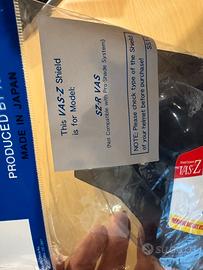 PRODUCED BY
MADE IN JAPAN
This VAS-Z Shield
is for Model:
SZ-R VAS
(Not Compatible with Pro Shade System)
NOTE: Please check type of the Shield
of your helmet before purchase!
VAS-Z
subito